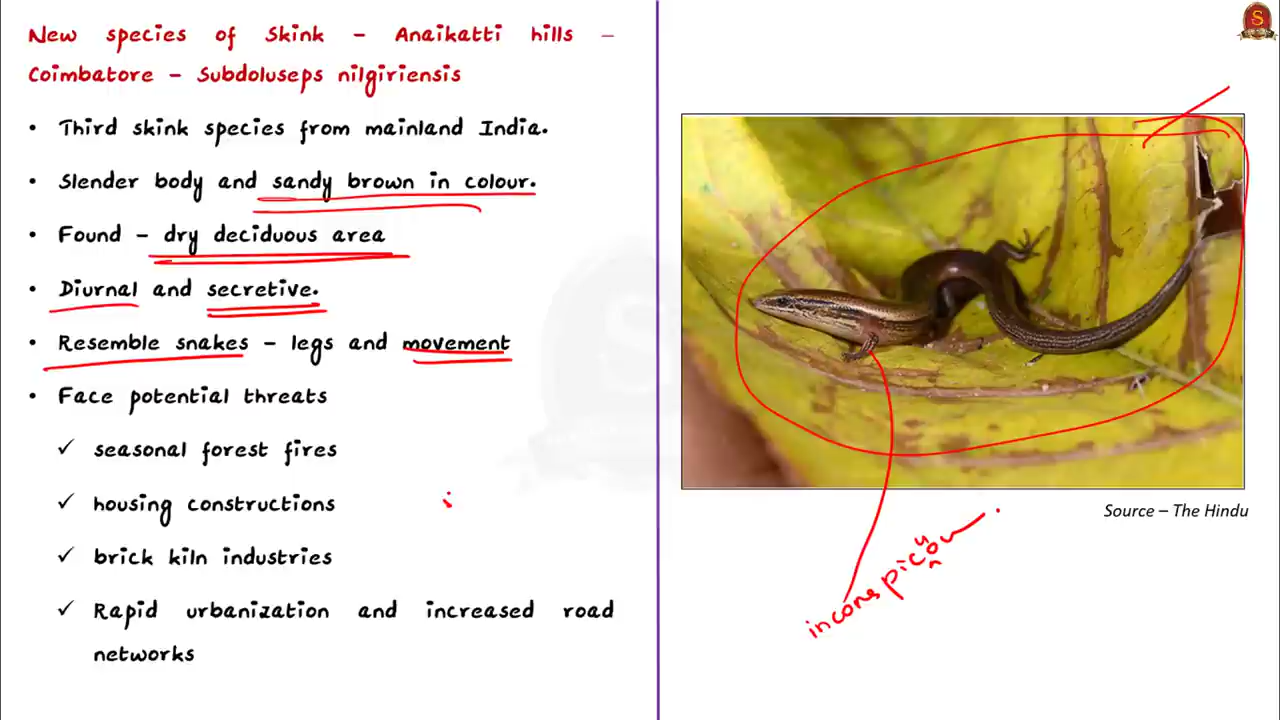 New species of Skink – Anaikatti hills –
Coimbatore – Subdoluseps nilgiriensis
• Third skink species from mainland India.
• Slender body and sandy brown in colour.
• Found – dry deciduous area
• Diurnal and secretive.
• Resemble snakes – legs and movement
• Face potential threats
✓ seasonal forest fires
✓ housing constructions
✓ brick kiln industries
✓ Rapid urbanization and increased road
networks
S
Source – The Hindu